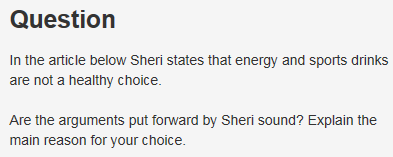 Question
In the article below Sheri states that energy and sports drinks
are not a healthy choice.
Are the arguments put forward by Sheri sound? Explain the
main reason for your choice.